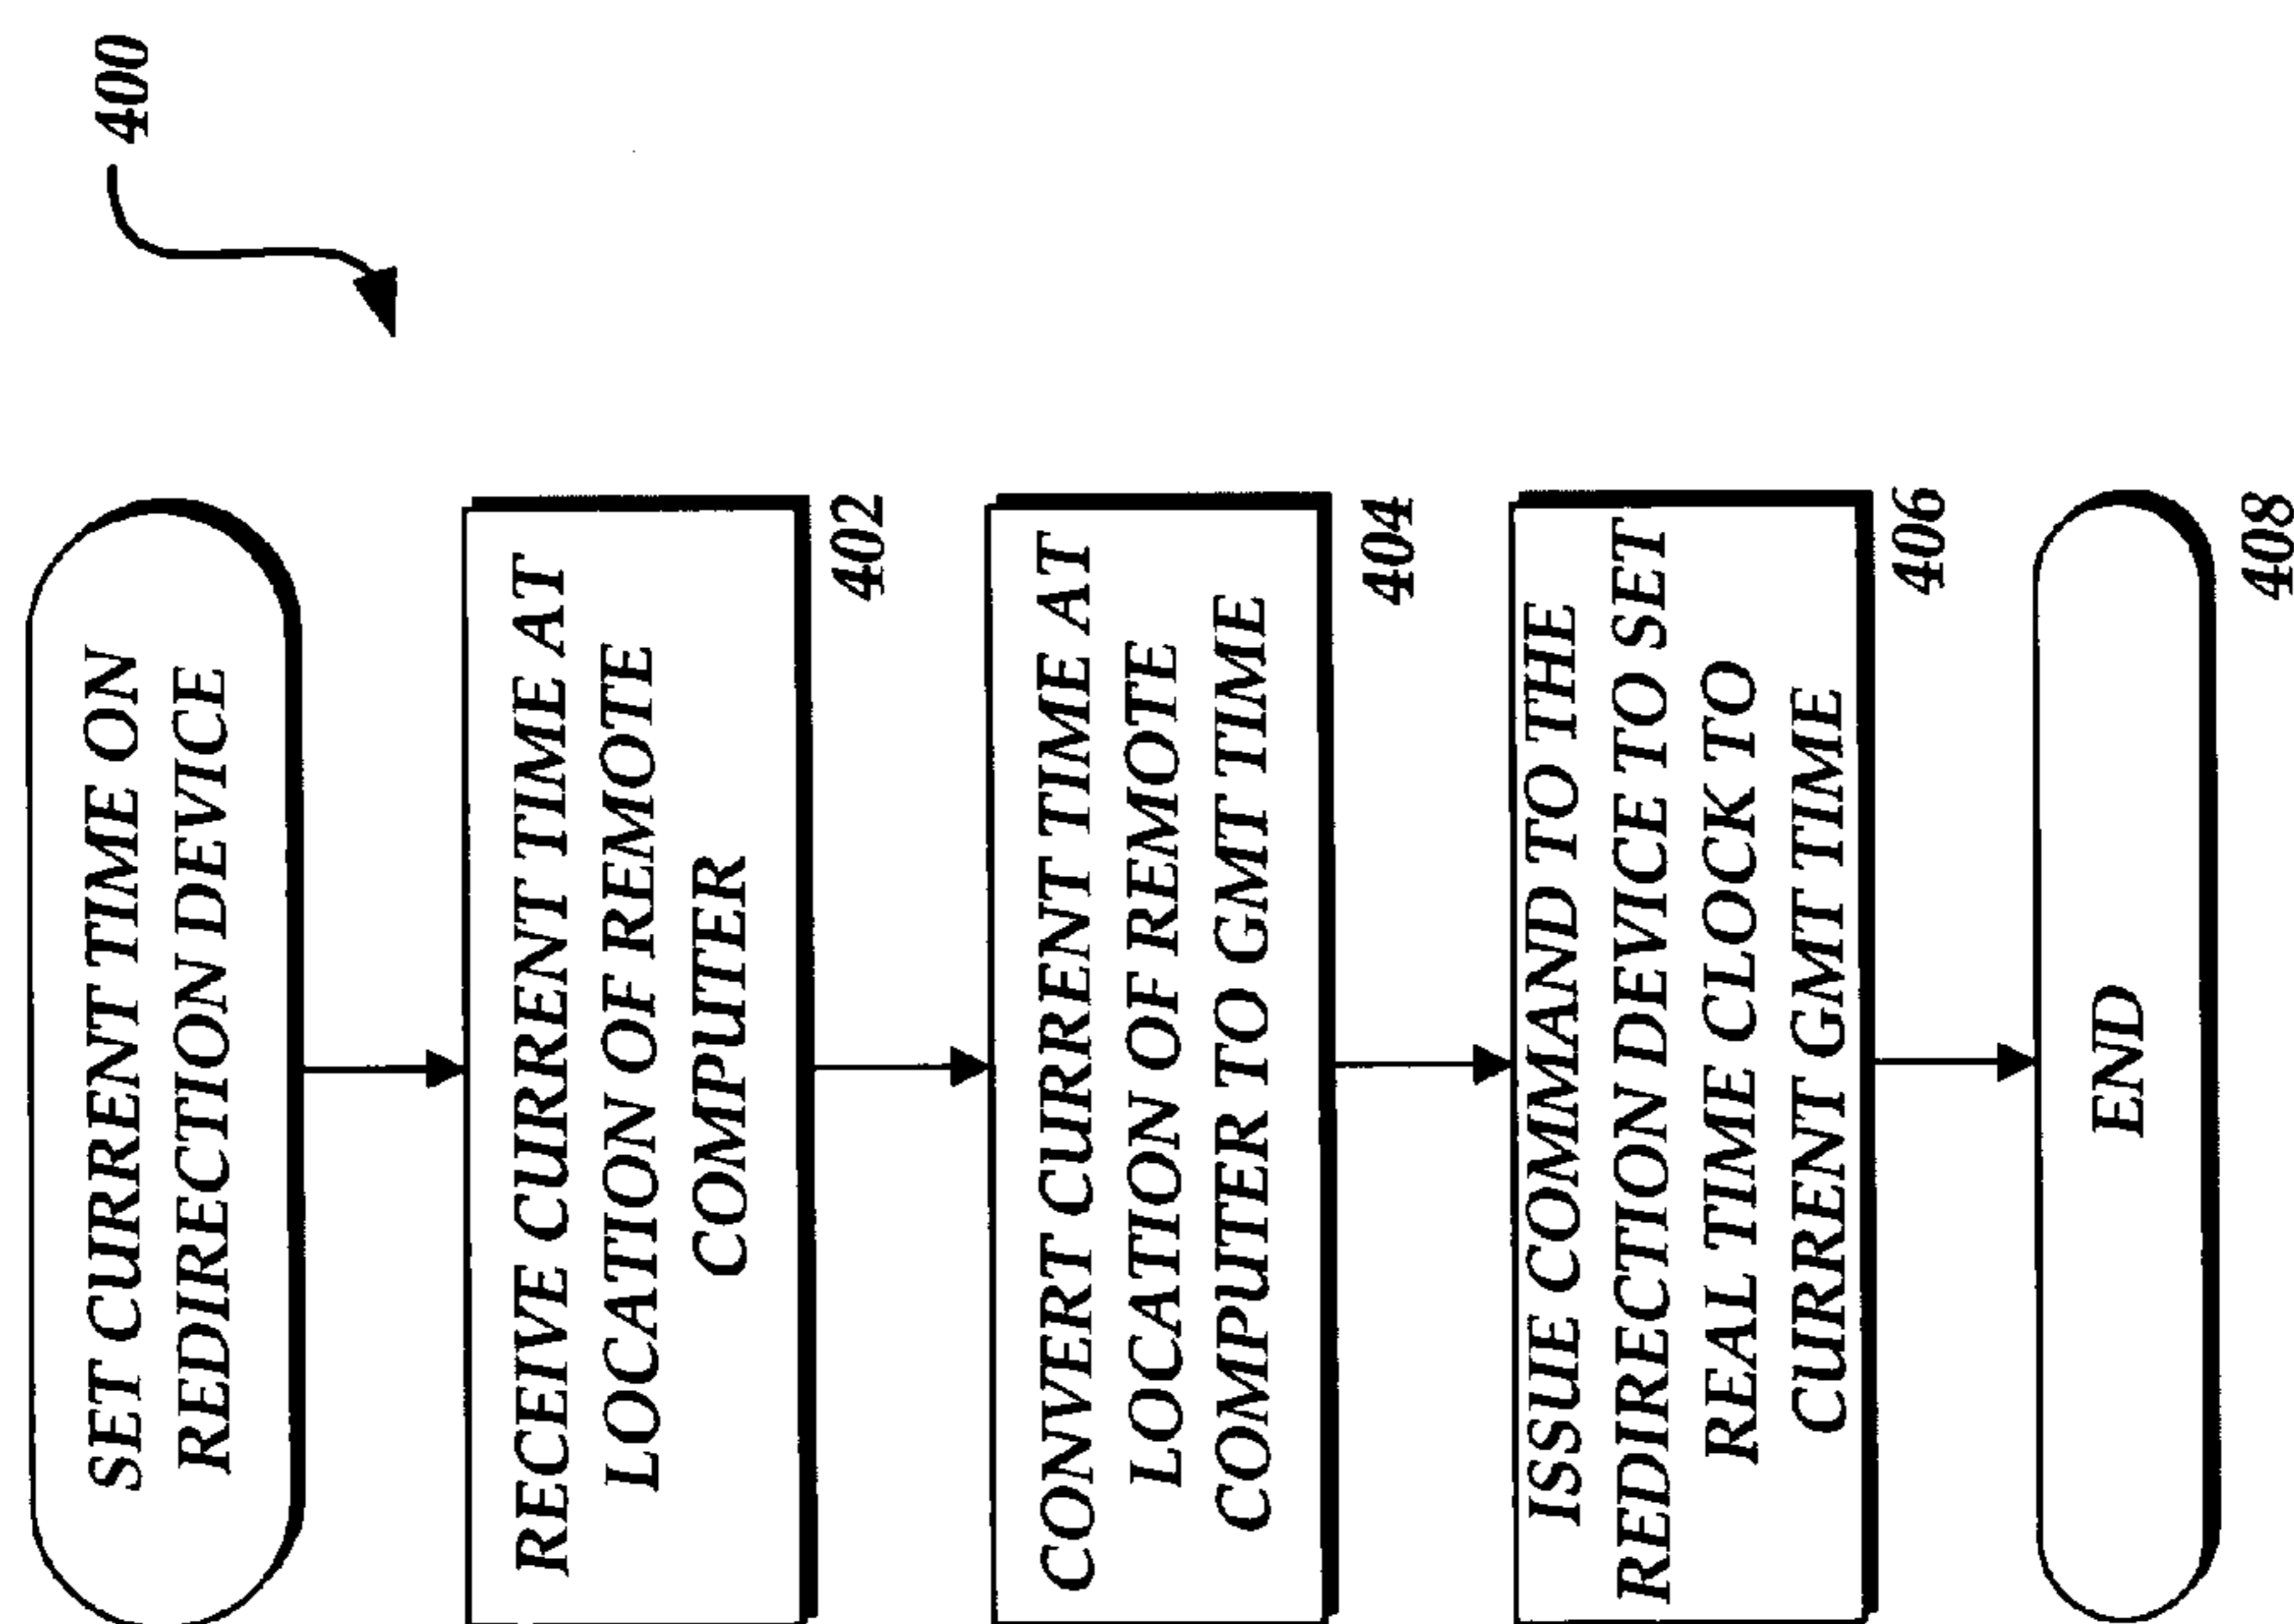 400
SET CURRENT TIME ON
REDIRECTION DEVICE
RECEIVE CURRENT TIME AT
LOCATION OF REMOTE
COMPUTER
402
CONVERT CURRENT TIME AT
LOCATION OF REMOTE
COMPUTER TO GMT TIME
404
ISSUE COMMAND TO THE
REDIRECTION DEVICE TO SET
REAL TIME CLOCK TO
CURRENT GMT TIME
406
END
408